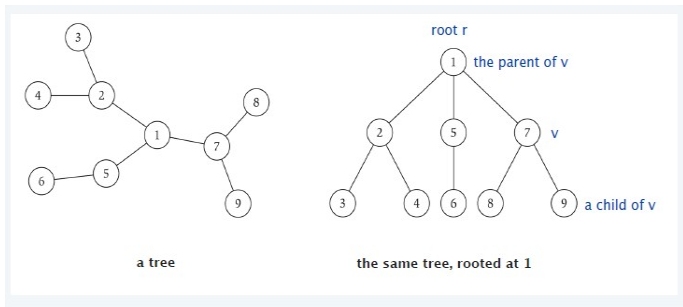 3
4
2
8
1
7
5
6
9
a tree
root r
1 the parent of v
2 5 7 v
3 4 6 8 9 a child of v
the same tree, rooted at 1